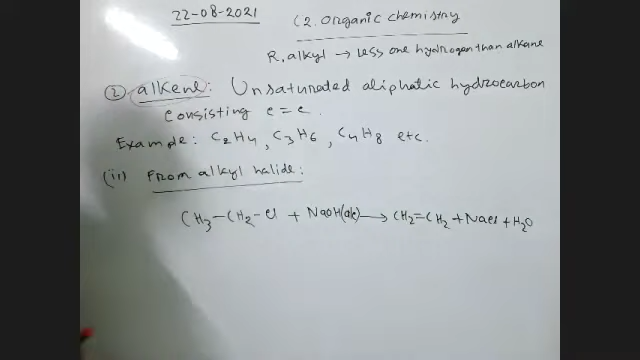 22-08-2021
C2. Organic chemistry
R, alkyl → Less one hydrogen than alkane
② alkene: Unsaturated aliphatic hydrocarbon
consisting c=c.
Example: C₂H₄, C₃H₆, C₄H₈ etc.
(ii) From alkyl halide:
CH₃-CH₂-Cl + NaOH(alc) → CH₂=CH₂ + NaCl + H₂O